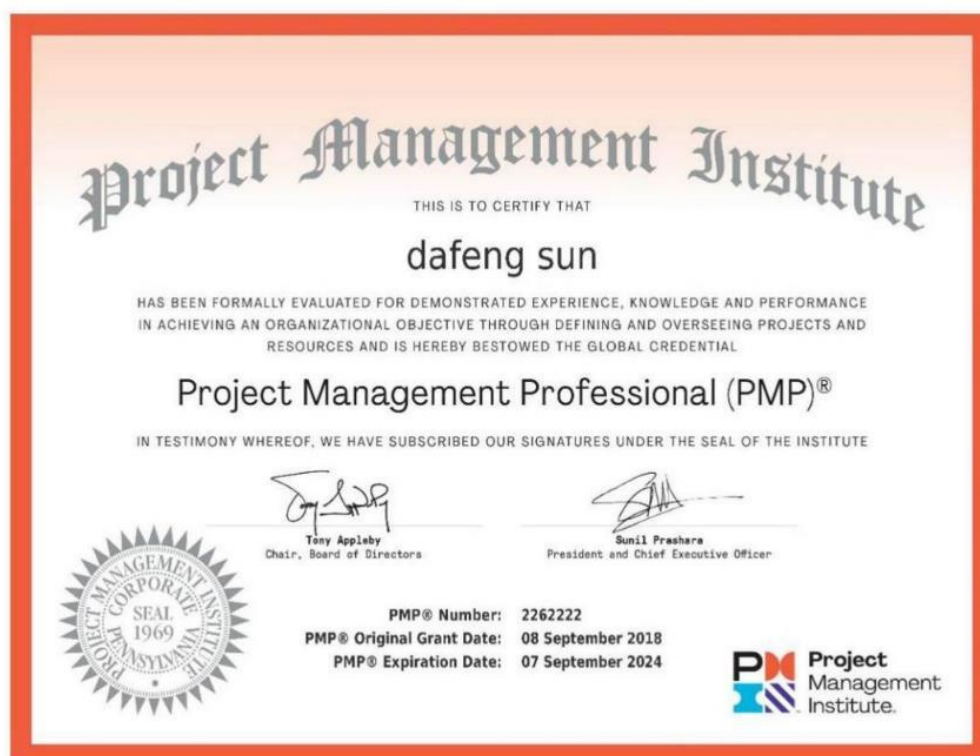 Project Management Institute
THIS IS TO CERTIFY THAT
dafeng sun
HAS BEEN FORMALLY EVALUATED FOR DEMONSTRATED EXPERIENCE, KNOWLEDGE AND PERFORMANCE
IN ACHIEVING AN ORGANIZATIONAL OBJECTIVE THROUGH DEFINING AND OVERSEEING PROJECTS AND
RESOURCES AND IS HEREBY BESTOWED THE GLOBAL CREDENTIAL
Project Management Professional (PMP)®
IN TESTIMONY WHEREOF, WE HAVE SUBSCRIBED OUR SIGNATURES UNDER THE SEAL OF THE INSTITUTE
Tony Appleby
Chair, Board of Directors
Sunil Prashara
President and Chief Executive Officer
PROJECT MANAGEMENT INSTITUTE
CORPORATE
SEAL
1969
PENNSYLVANIA
PMP® Number: 2262222
PMP® Original Grant Date: 08 September 2018
PMP® Expiration Date: 07 September 2024
PM
Project
Management
Institute.